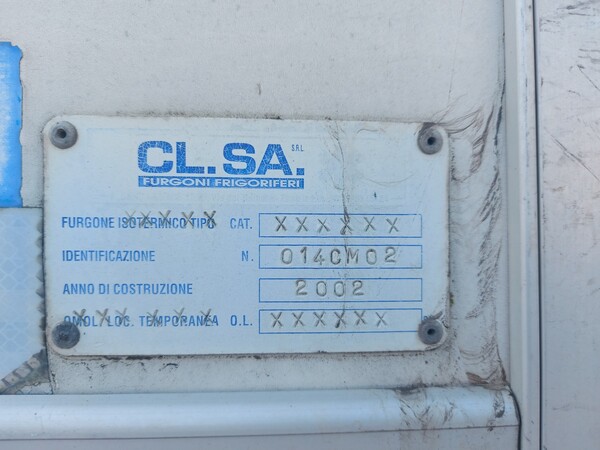 CL.SA. SRL
FURGONI FRIGORIFERI
FURGONE ISOTERMICO TIPO CAT. XXXXXX
IDENTIFICAZIONE N. 014CM02
ANNO DI COSTRUZIONE 2002
OMOL. LOC. TEMPORANEA O.L. XXXXXX